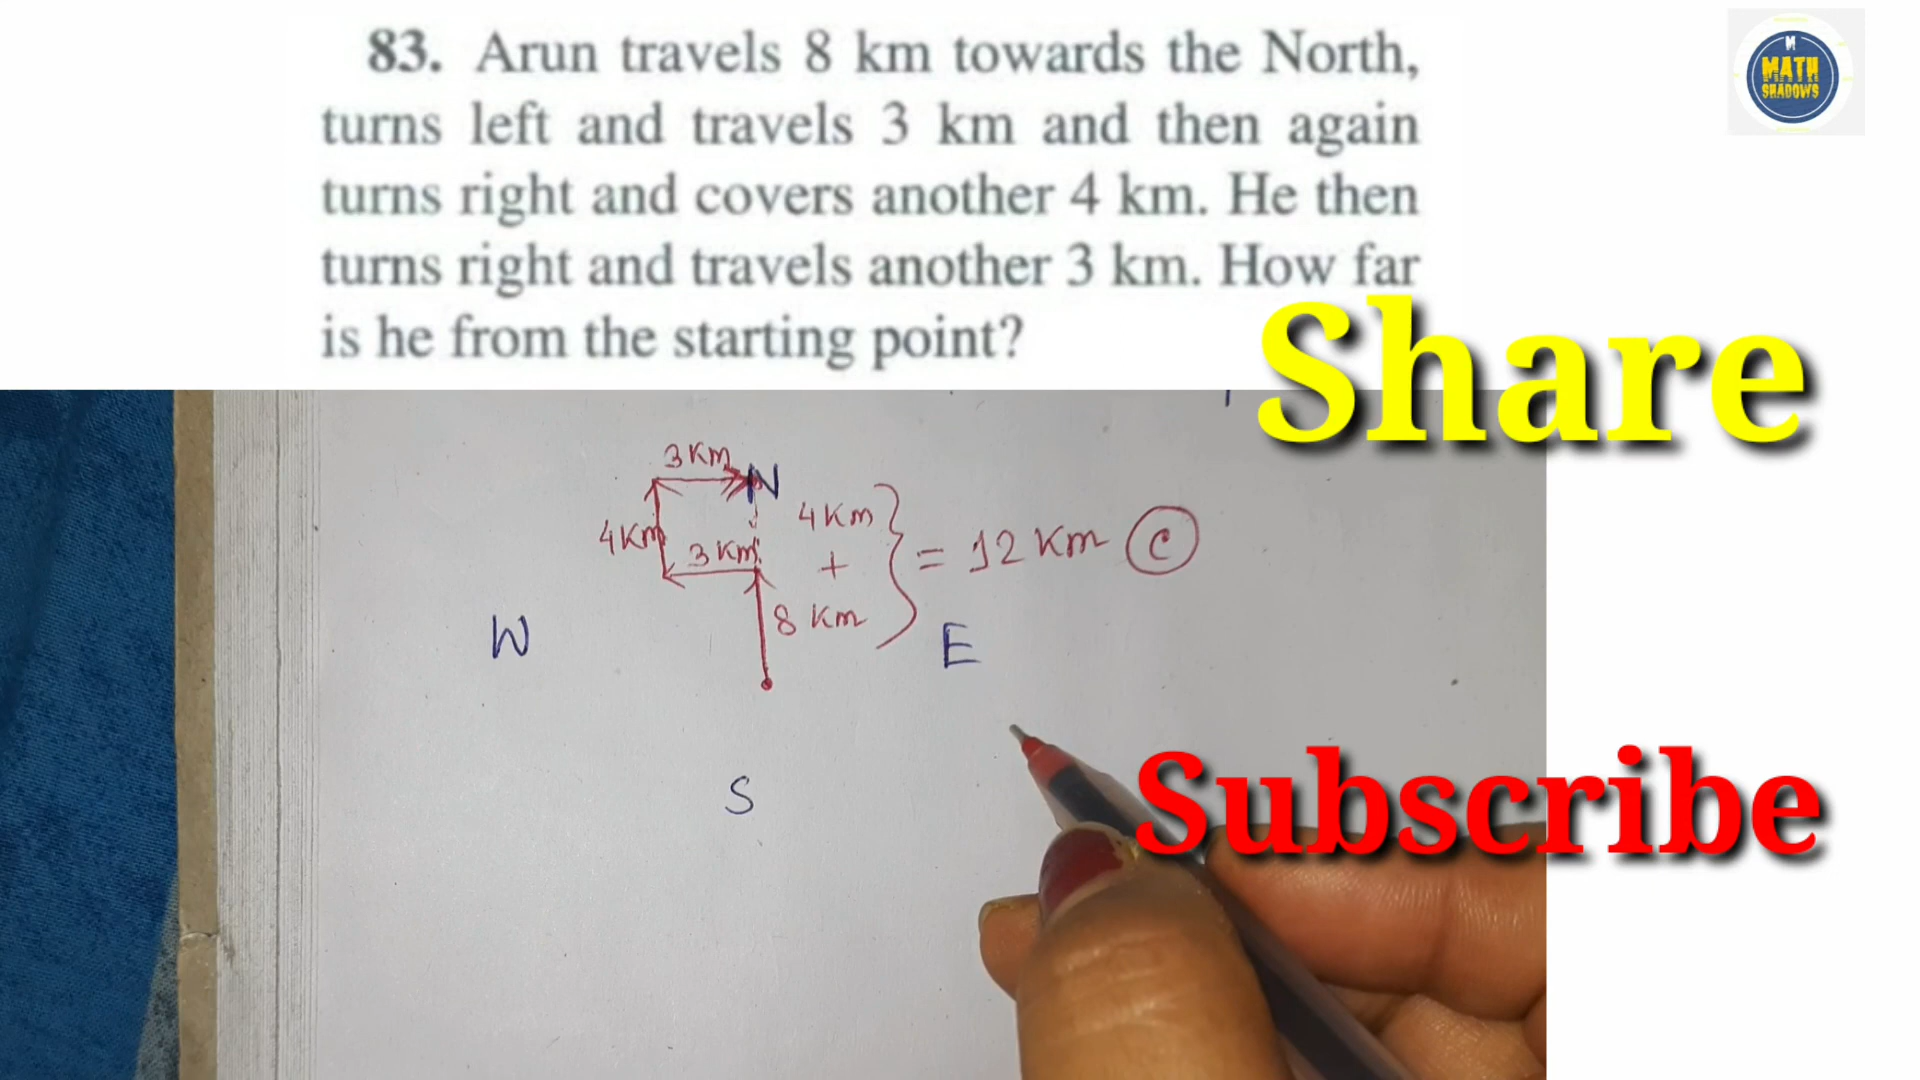 83. Arun travels 8 km towards the North,
turns left and travels 3 km and then again
turns right and covers another 4 km. He then
turns right and travels another 3 km. How far
is he from the starting point?
M
MATH
SHADOWS
Share
3 Km
N
4 Km
4 Km
3 Km
+
= 12 Km C
8 Km
W
E
S
Subscribe